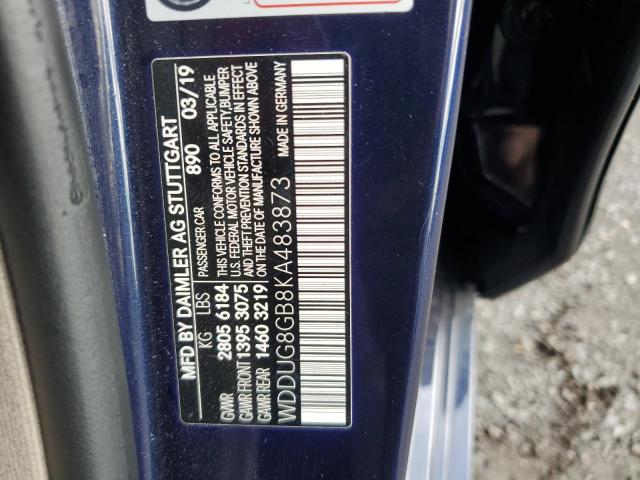 MFD BY DAIMLER AG STUTTGART
890 03/19
KG LBS PASSENGER CAR
GVWR 2805 6184
GAWR FRONT 1395 3075
GAWR REAR 1460 3219
THIS VEHICLE CONFORMS TO ALL APPLICABLE
U.S. FEDERAL MOTOR VEHICLE SAFETY, BUMPER
AND THEFT PREVENTION STANDARDS IN EFFECT
ON THE DATE OF MANUFACTURE SHOWN ABOVE
MADE IN GERMANY
WDDUG8GB8KA483873